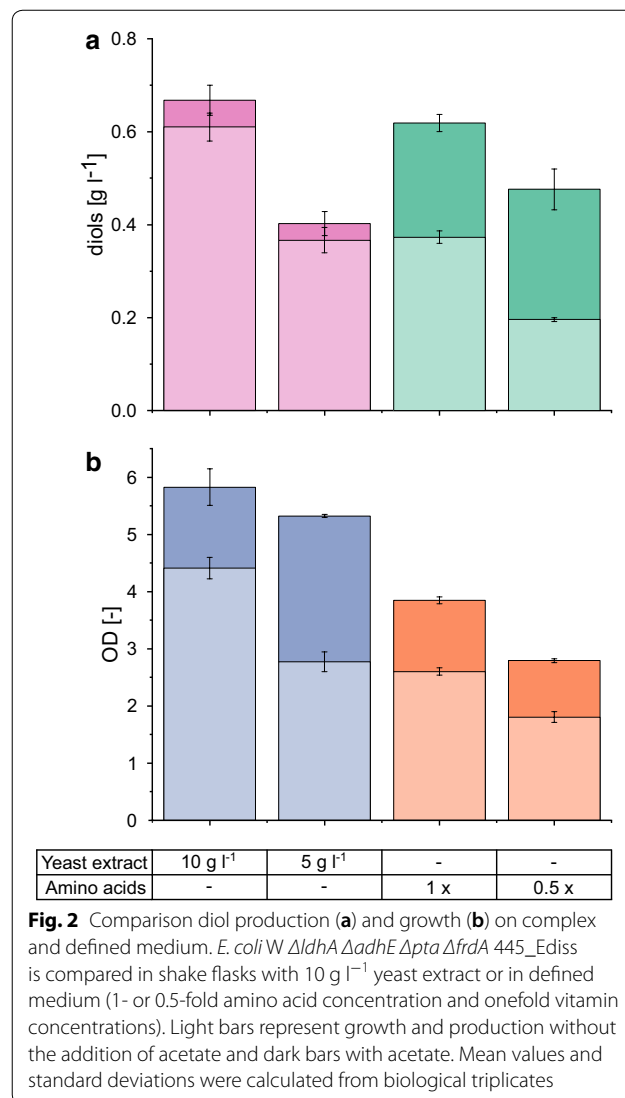 a
0.8
0.6
0.4
0.2
0.0
diols [g l⁻¹]
b
6
5
4
3
2
1
0
OD [-]
Yeast extract 10 g l⁻¹ 5 g l⁻¹ - -
Amino acids - - 1 x 0.5 x
Fig. 2 Comparison diol production (a) and growth (b) on complex
and defined medium. E. coli W ΔldhA ΔadhE Δpta ΔfrdA 445_Ediss
is compared in shake flasks with 10 g l⁻¹ yeast extract or in defined
medium (1- or 0.5-fold amino acid concentration and onefold vitamin
concentrations). Light bars represent growth and production without
the addition of acetate and dark bars with acetate. Mean values and
standard deviations were calculated from biological triplicates